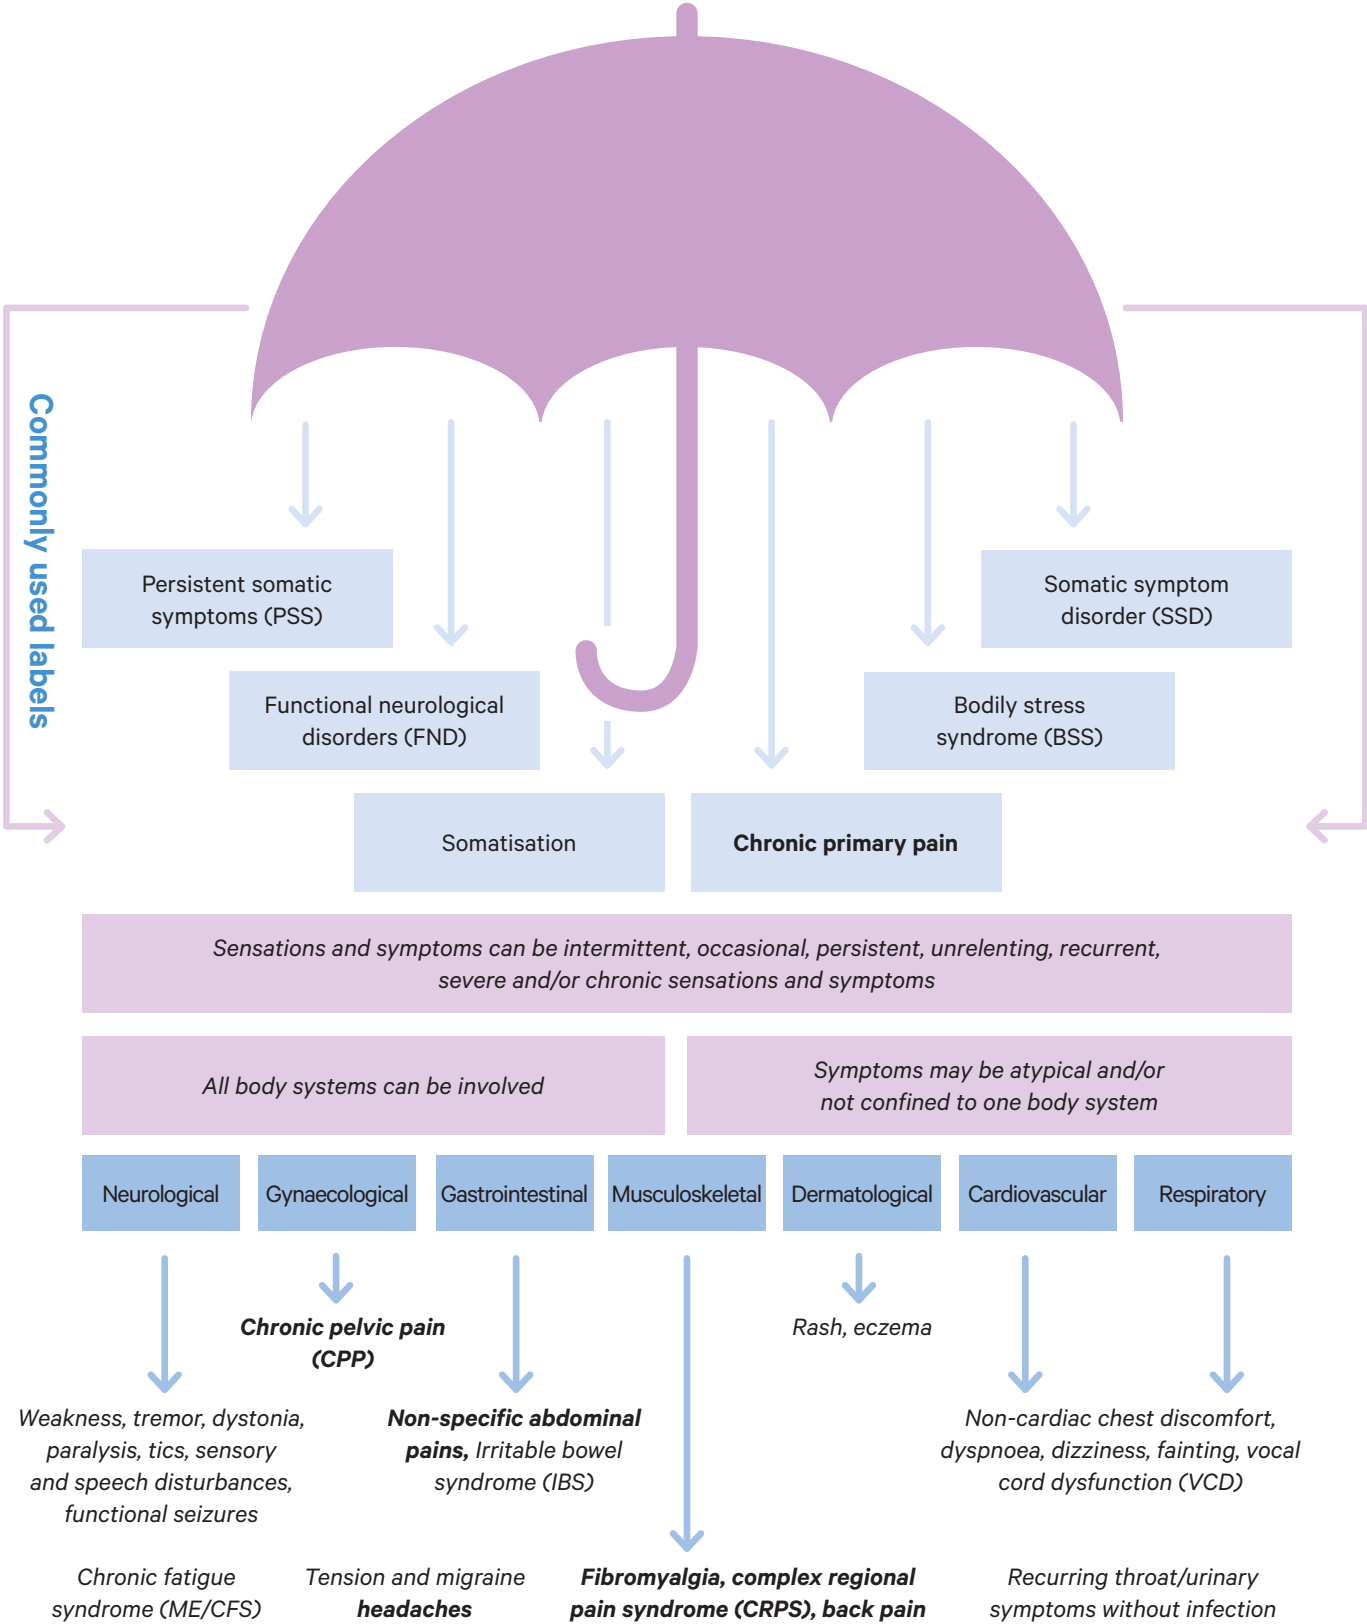 Commonly used labels
Persistent somatic
symptoms (PSS)
Somatic symptom
disorder (SSD)
Functional neurological
disorders (FND)
Bodily stress
syndrome (BSS)
Somatisation
Chronic primary pain
Sensations and symptoms can be intermittent, occasional, persistent, unrelenting, recurrent,
severe and/or chronic sensations and symptoms
All body systems can be involved
Symptoms may be atypical and/or
not confined to one body system
Neurological
Gynaecological
Gastrointestinal
Musculoskeletal
Dermatological
Cardiovascular
Respiratory
Chronic pelvic pain
(CPP)
Rash, eczema
Weakness, tremor, dystonia,
paralysis, tics, sensory
and speech disturbances,
functional seizures
Non-specific abdominal
pains, Irritable bowel
syndrome (IBS)
Non-cardiac chest discomfort,
dyspnoea, dizziness, fainting, vocal
cord dysfunction (VCD)
Chronic fatigue
syndrome (ME/CFS)
Tension and migraine
headaches
Fibromyalgia, complex regional
pain syndrome (CRPS), back pain
Recurring throat/urinary
symptoms without infection